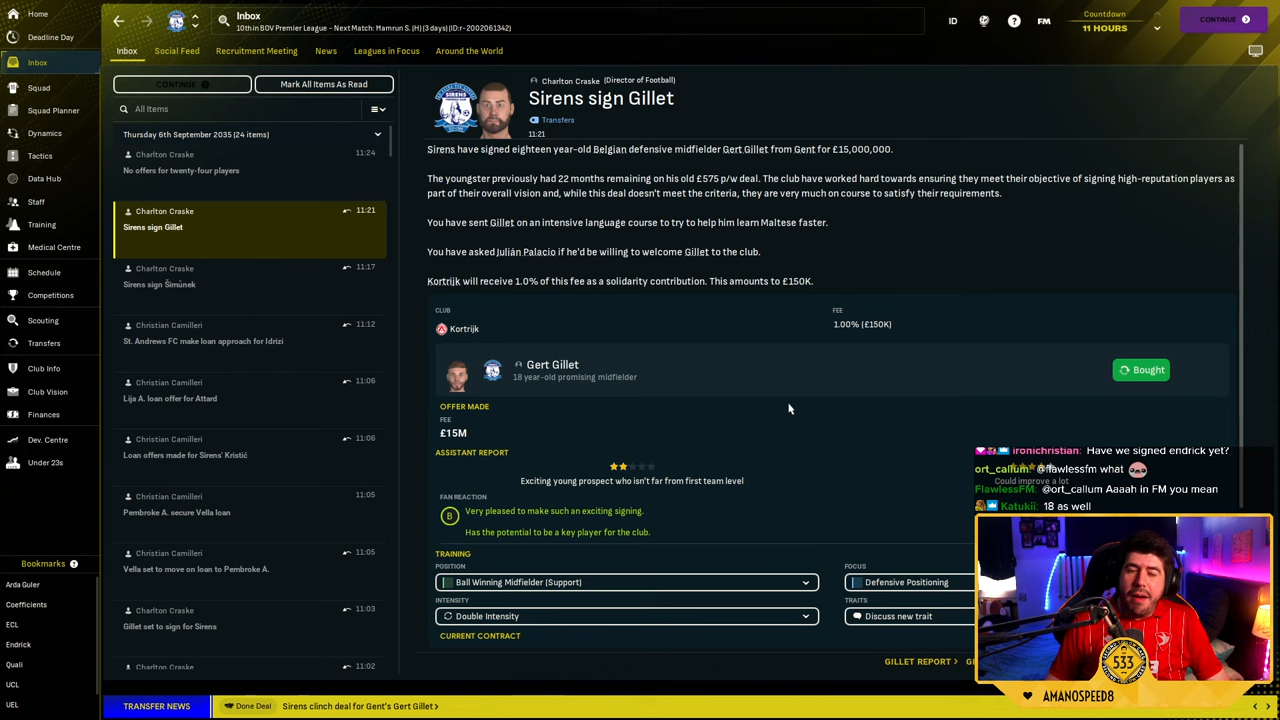 Home
Deadline Day
Inbox
Squad
Squad Planner
Dynamics
Tactics
Data Hub
Staff
Training
Medical Centre
Schedule
Competitions
Scouting
Transfers
Club Info
Club Vision
Finances
Dev. Centre
Under 23s
Bookmarks
Arda Guler
Coefficients
ECL
Endrick
Quali
UCL
UEL
Inbox
10th in BOV Premier League - Next Match: Hamrun S. (H) (3 days) (ID:r-2002061342)
ID
FM
Countdown
11 HOURS
CONTINUE
Inbox
Social Feed
Recruitment Meeting
News
Leagues in Focus
Around the World
CONTINUE
Mark All Items As Read
All Items
Thursday 6th September 2035 (24 items)
Charlton Craske
11:24
No offers for twenty-four players
Charlton Craske
11:21
Sirens sign Gillet
Charlton Craske
11:17
Sirens sign Šimúnek
Christian Camilleri
11:12
St. Andrews FC make loan approach for Idrizi
Christian Camilleri
11:06
Lija A. loan offer for Attard
Christian Camilleri
11:06
Loan offers made for Sirens' Kristić
Christian Camilleri
11:05
Pembroke A. secure Vella loan
Christian Camilleri
11:05
Vella set to move on loan to Pembroke A.
Charlton Craske
11:03
Gillet set to sign for Sirens
Charlton Craske
11:02
SIRENS
Charlton Craske (Director of Football)
Sirens sign Gillet
Transfers
11:21
Sirens have signed eighteen year-old Belgian defensive midfielder Gert Gillet from Gent for £15,000,000.
The youngster previously had 22 months remaining on his old £575 p/w deal. The club have worked hard towards ensuring they meet their objective of signing high-reputation players as
part of their overall vision and, while this deal doesn't meet the criteria, they are very much on course to satisfy their requirements.
You have sent Gillet on an intensive language course to try to help him learn Maltese faster.
You have asked Julián Palacio if he'd be willing to welcome Gillet to the club.
Kortrijk will receive 1.0% of this fee as a solidarity contribution. This amounts to £150K.
CLUB
FEE
Kortrijk
1.00% (£150K)
Gert Gillet
18 year-old promising midfielder
Bought
OFFER MADE
FEE
£15M
ASSISTANT REPORT
Exciting young prospect who isn't far from first team level
Could improve a lot
FAN REACTION
B
Very pleased to make such an exciting signing.
Has the potential to be a key player for the club.
TRAINING
POSITION
Ball Winning Midfielder (Support)
FOCUS
Defensive Positioning
INTENSITY
Double Intensity
TRAITS
Discuss new trait
CURRENT CONTRACT
GILLET REPORT >
ironichristian: Have we signed endrick yet?
ort_callum: @flawlessfm what
FlawlessFM: @ort_callum Aaaah in FM you mean
Katukii: 18 as well
533
AMANOSPEED8
TRANSFER NEWS
Done Deal
Sirens clinch deal for Gent's Gert Gillet >